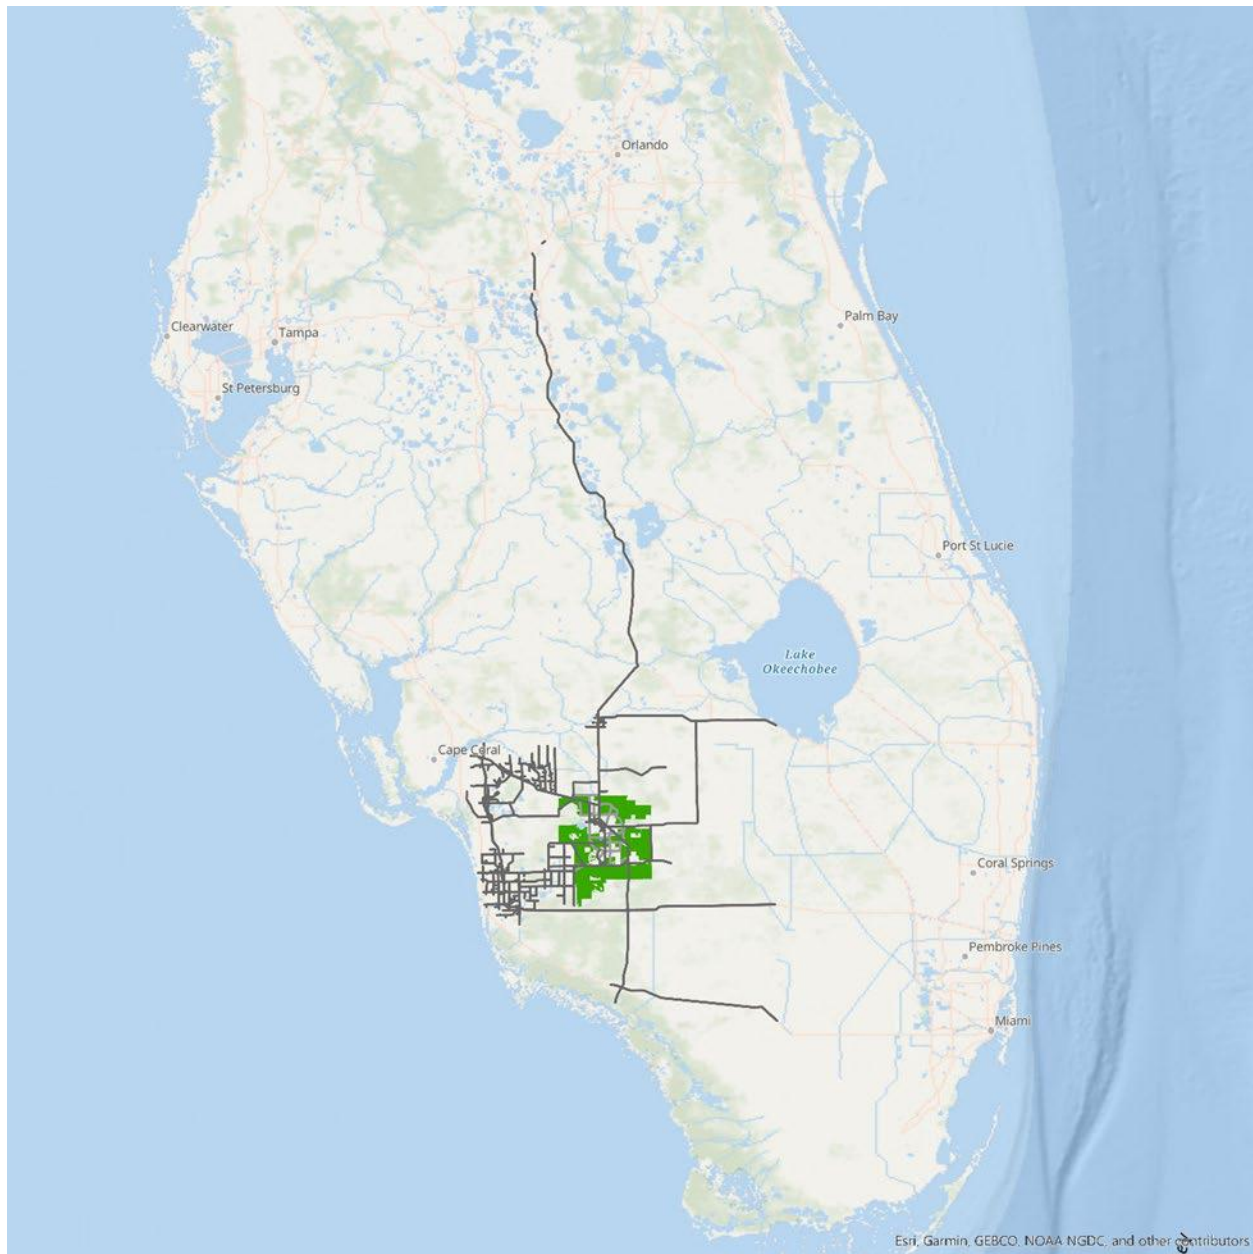 Orlando
Palm Bay
Clearwater
Tampa
St Petersburg
Port St Lucie
Lake
Okeechobee
Cape Coral
Coral Springs
Pembroke Pines
Miami
Esri, Garmin, GEBCO, NOAA NGDC, and other contributors